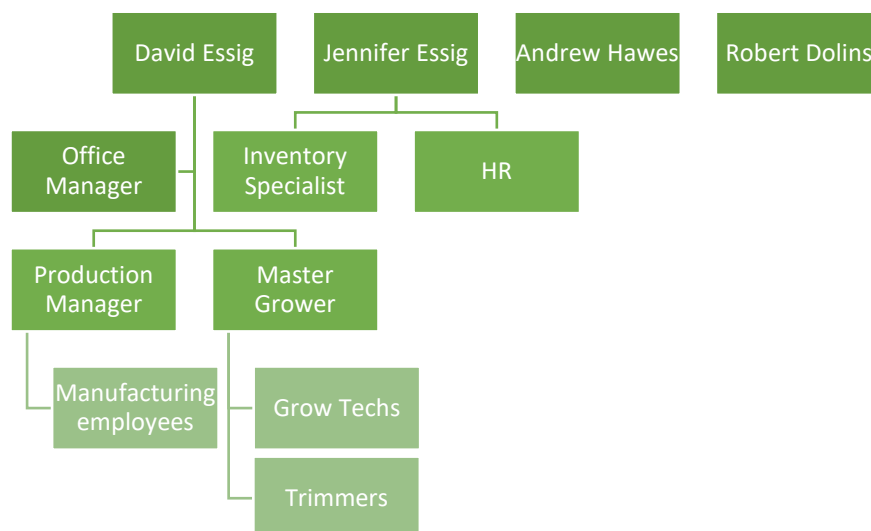 David Essig
Jennifer Essig
Andrew Hawes
Robert Dolins
Office
Manager
Inventory
Specialist
HR
Production
Manager
Master
Grower
Manufacturing
employees
Grow Techs
Trimmers